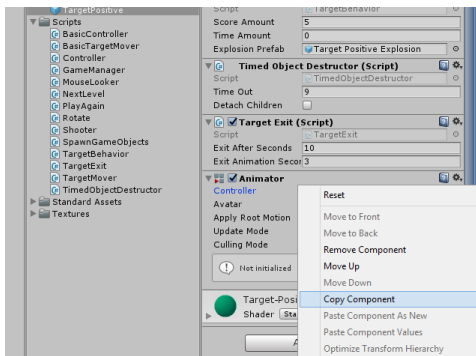 TargetPositive
Scripts
BasicController
BasicTargetMover
Controller
GameManager
MouseLooker
NextLevel
PlayAgain
Rotate
Shooter
SpawnGameObjects
TargetBehavior
TargetExit
TargetMover
TimedObjectDestructor
Standard Assets
Textures
Script TargetBehavior
Score Amount 5
Time Amount 0
Explosion Prefab Target Positive Explosion
Timed Object Destructor (Script)
Script TimedObjectDestructor
Time Out 9
Detach Children
Target Exit (Script)
Script TargetExit
Exit After Seconds 10
Exit Animation Secor 3
Animator
Controller
Avatar
Apply Root Motion
Update Mode
Culling Mode
Not initialized
Target-Posi
Shader Sta
A
Reset
Move to Front
Move to Back
Remove Component
Move Up
Move Down
Copy Component
Paste Component As New
Paste Component Values
Optimize Transform Hierarchy